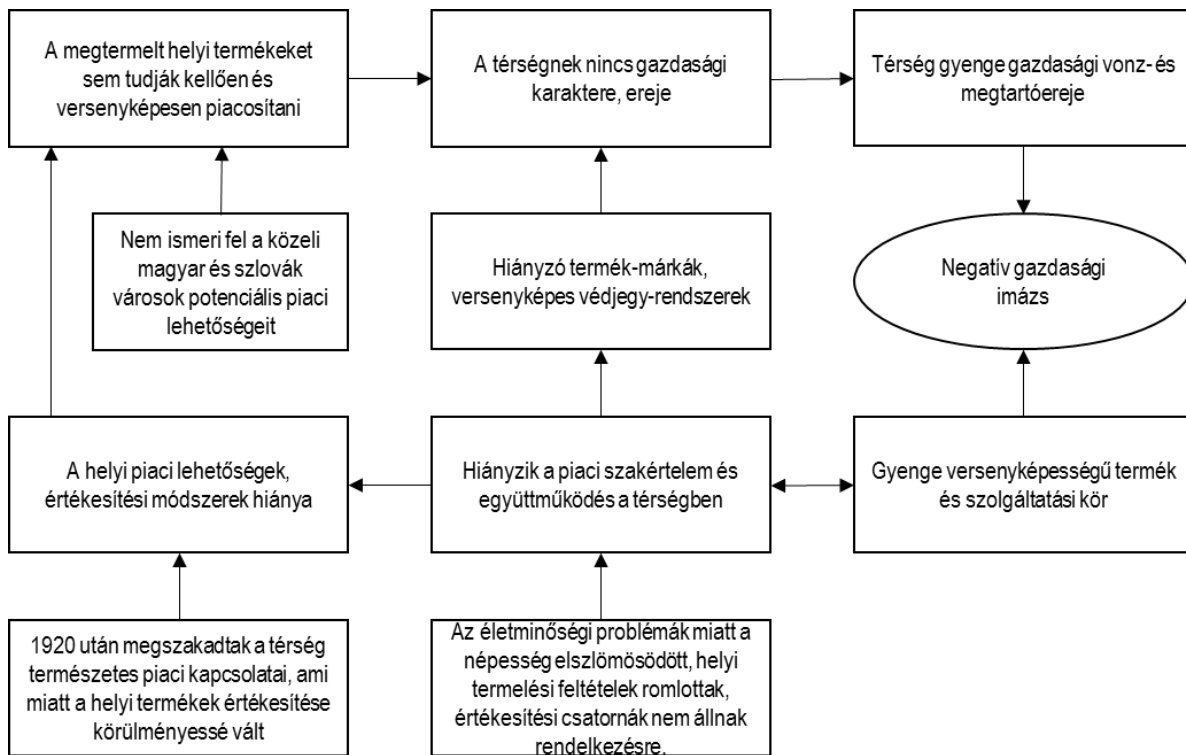 A megtermelt helyi termékeket
sem tudják kellően és
versenyképesen piacosítani
A térségnek nincs gazdasági
karaktere, ereje
Térség gyenge gazdasági vonz- és
megtartóereje
Nem ismeri fel a közeli
magyar és szlovák
városok potenciális piaci
lehetőségeit
Hiányzó termék-márkák,
versenyképes védjegy-rendszerek
Negatív gazdasági
imázs
A helyi piaci lehetőségek,
értékesítési módszerek hiánya
Hiányzik a piaci szakértelem és
együttműködés a térségben
Gyenge versenyképességű termék
és szolgáltatási kör
1920 után megszakadtak a térség
természetes piaci kapcsolatai, ami
miatt a helyi termékek értékesítése
körülményessé vált
Az életminőségi problémák miatt a
népesség elszlömösödött, helyi
termelési feltételek romlottak,
értékesítési csatornák nem állnak
rendelkezésre.